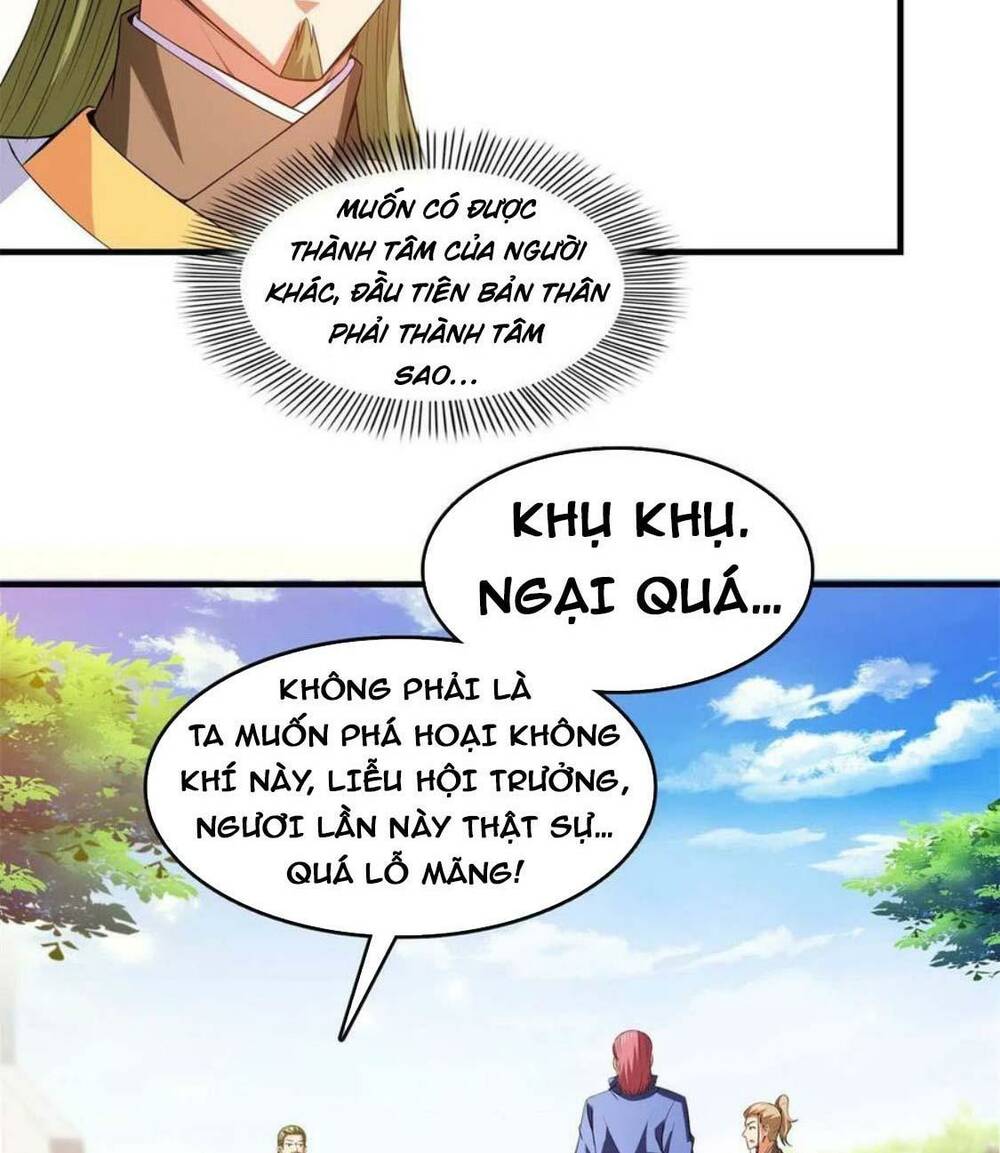 MUỐN CÓ ĐƯỢC
THÀNH TÂM CỦA NGƯỜI
KHÁC, ĐẦU TIÊN BẢN THÂN
PHẢI THÀNH TÂM
SAO...
KHỤ KHỤ.
NGẠI QUÁ...
KHÔNG PHẢI LÀ
TA MUỐN PHÁ HOẠI KHÔNG
KHÍ NÀY, LIỄU HỘI TRƯỞNG,
NGƯƠI LẦN NÀY THẬT SỰ...
QUÁ LỖ MÃNG!